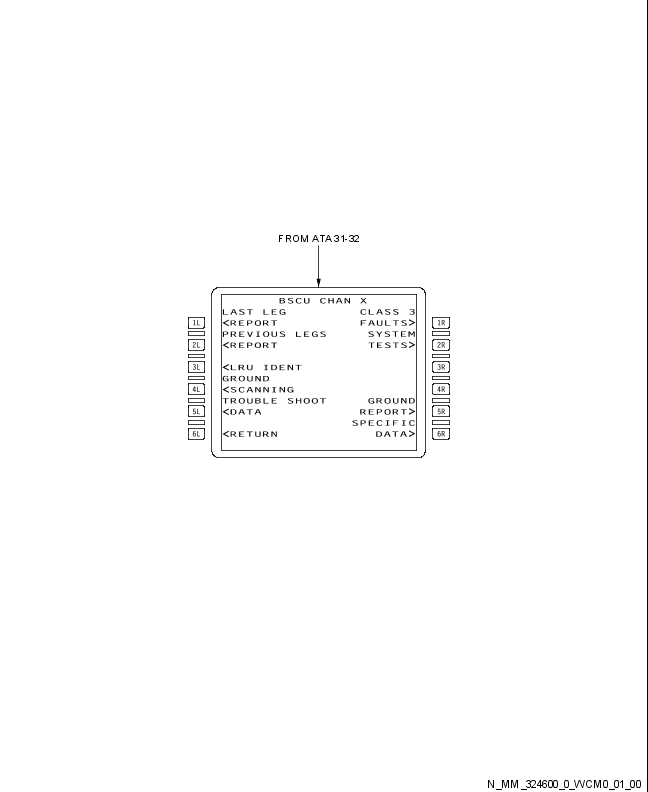 FROM ATA31-32
BSCU CHAN X
LAST LEG CLASS 3
1L <REPORT FAULTS> 1R
PREVIOUS LEGS SYSTEM
2L <REPORT TESTS> 2R
3L <LRU IDENT 3R
GROUND
4L <SCANNING 4R
TROUBLE SHOOT GROUND
5L <DATA REPORT> 5R
SPECIFIC
6L <RETURN DATA> 6R
N_MM_324600_0_WCM0_01_00